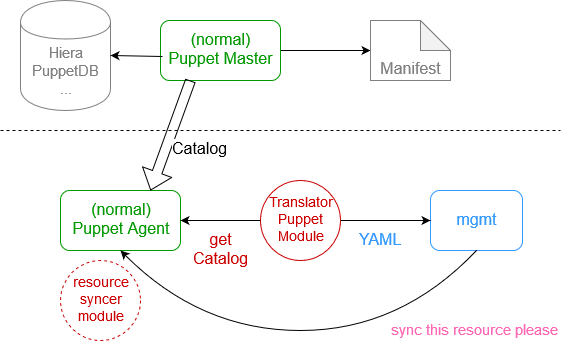 Hiera
PuppetDB
...
(normal)
Puppet Master
Manifest
Catalog
(normal)
Puppet Agent
get
Catalog
Translator
Puppet
Module
YAML
mgmt
resource
syncer
module
sync this resource please